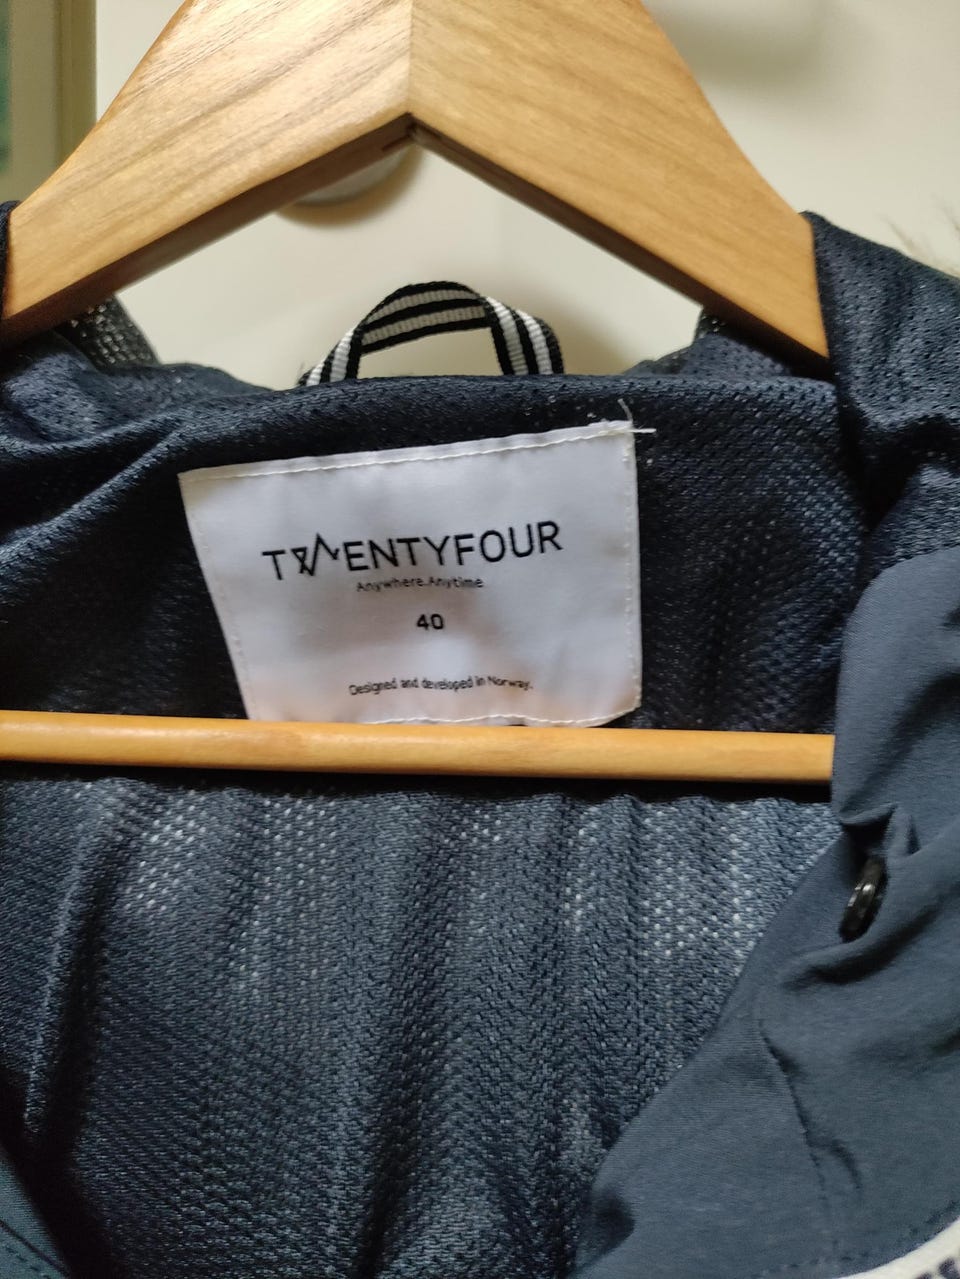 TWENTYFOUR
Anywhere.Anytime
40
Designed and developed in Norway.